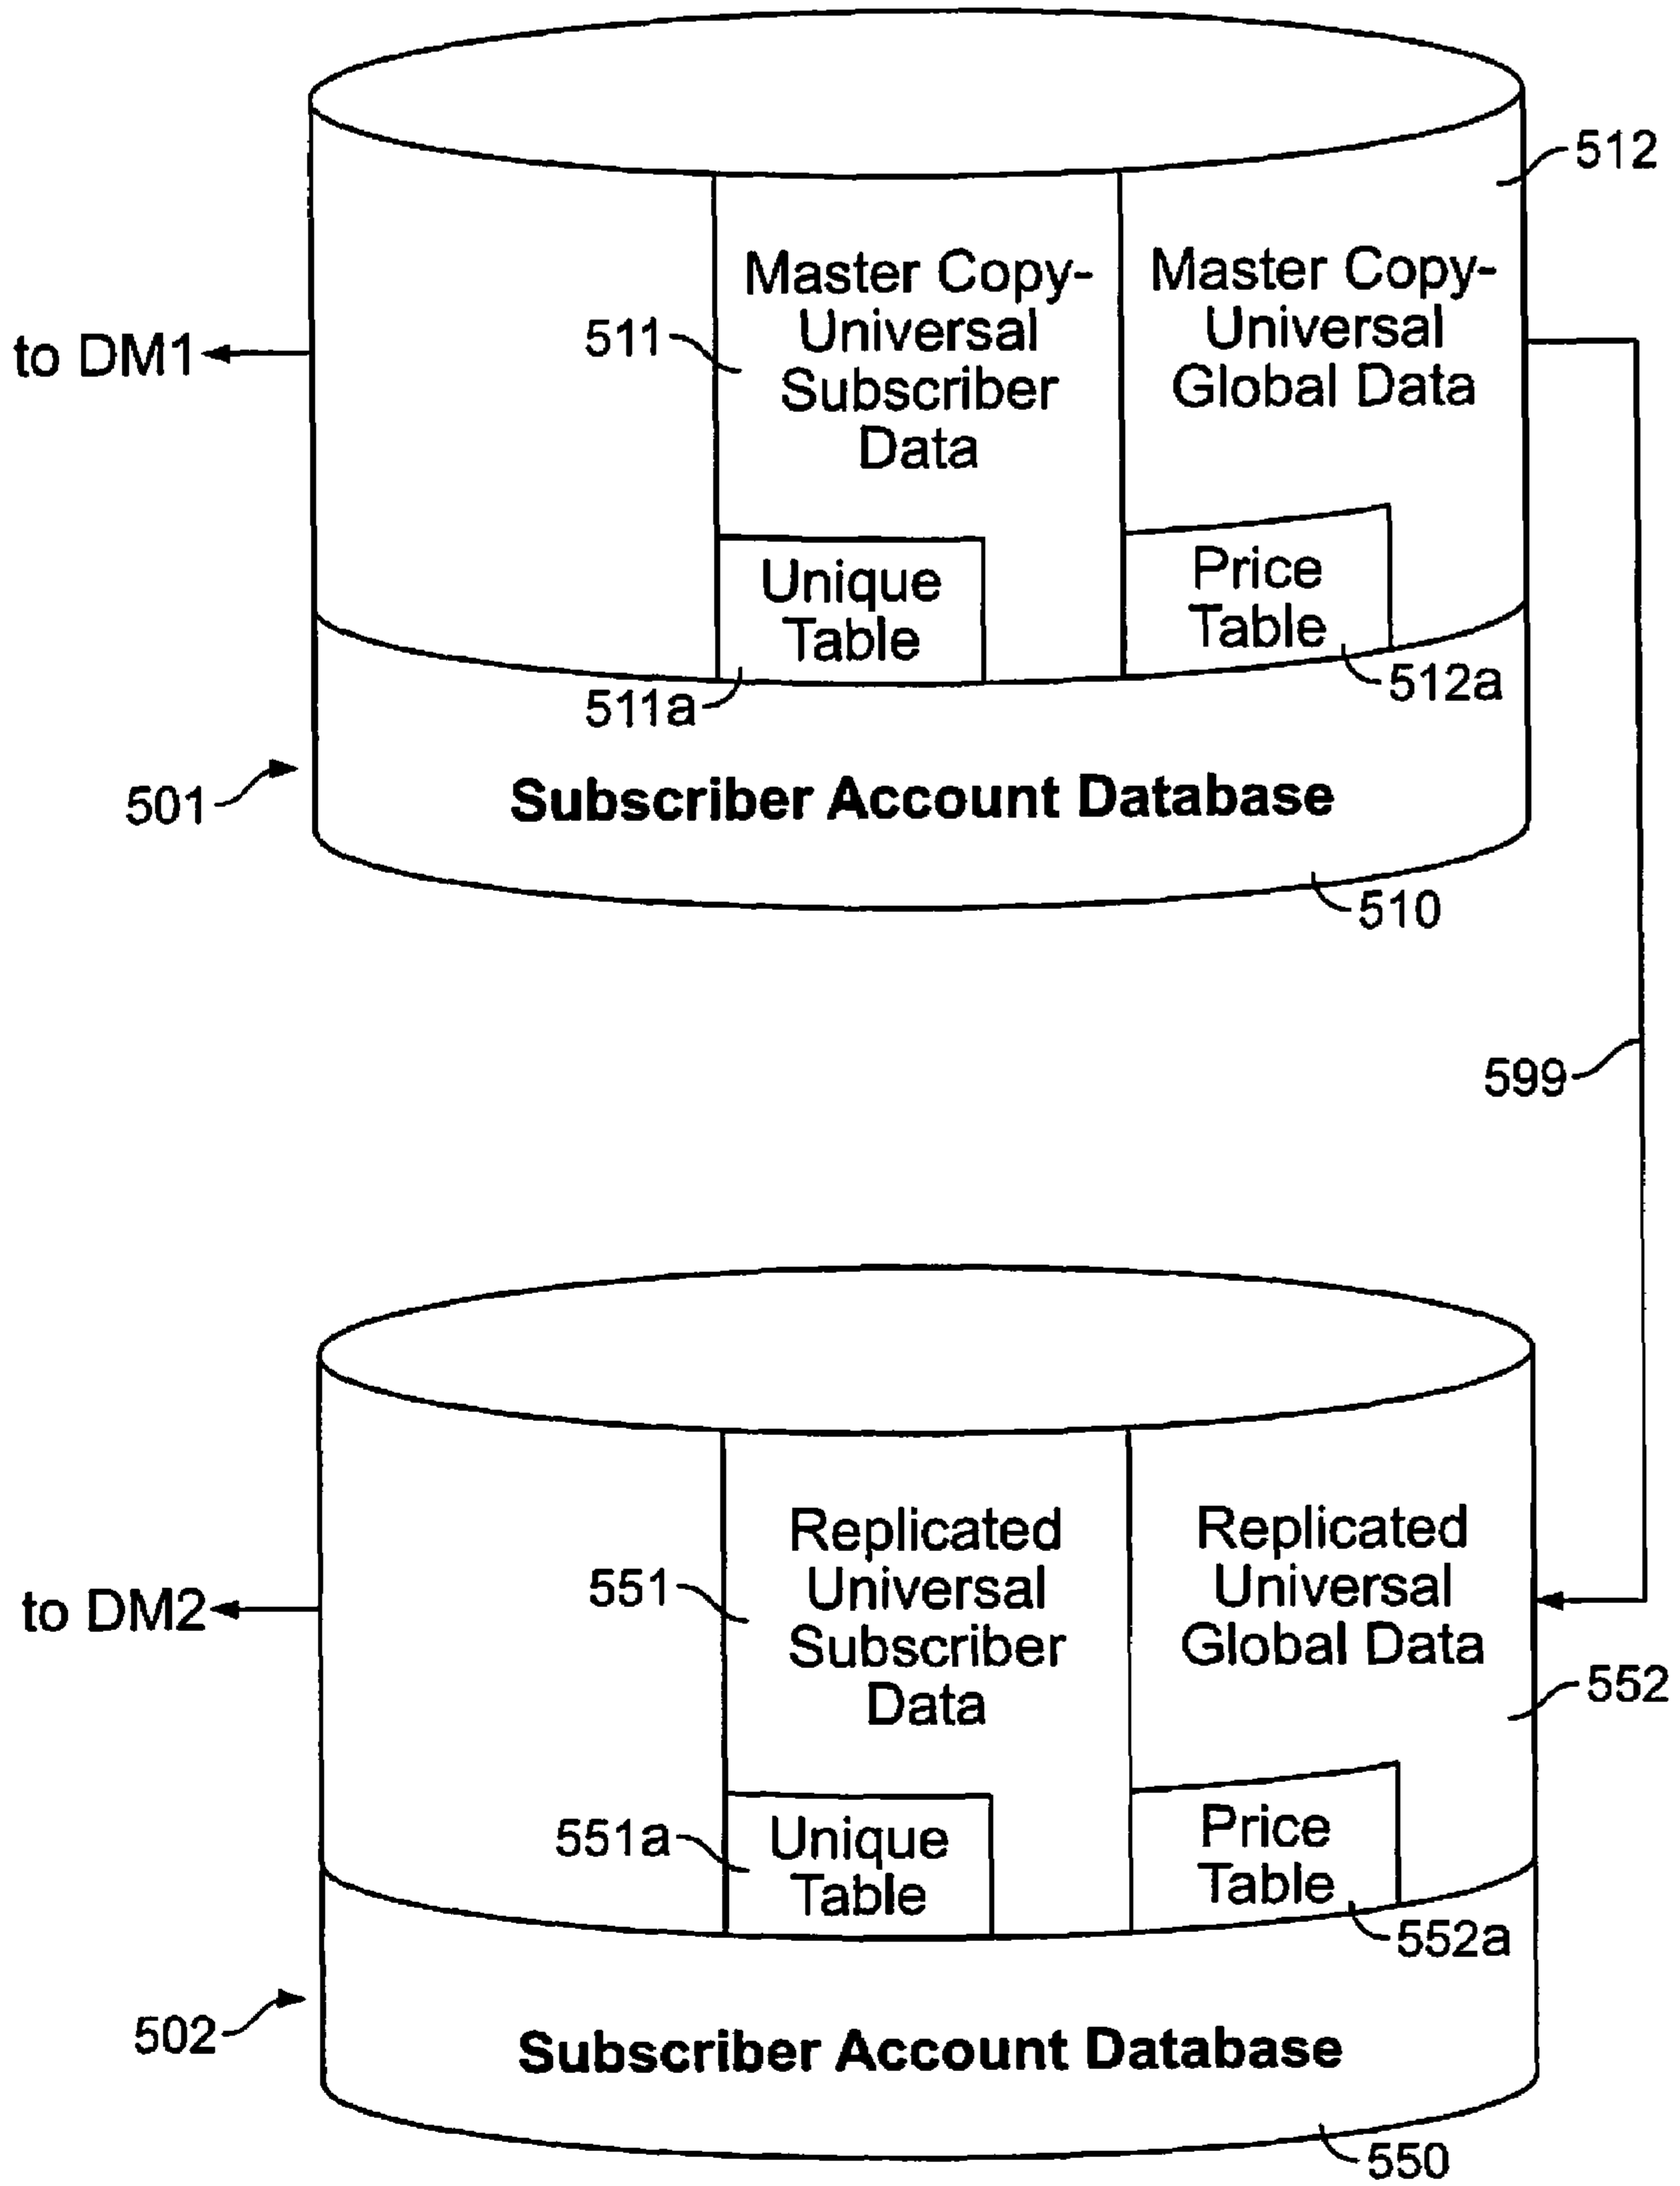 512
Master Copy-
Universal
Subscriber
Data
Master Copy-
Universal
Global Data
511
to DM1
Unique
Table
Price
Table
511a
512a
501
Subscriber Account Database
510
599
Replicated
Universal
Subscriber
Data
Replicated
Universal
Global Data
551
to DM2
552
551a
Unique
Table
Price
Table
552a
502
Subscriber Account Database
550